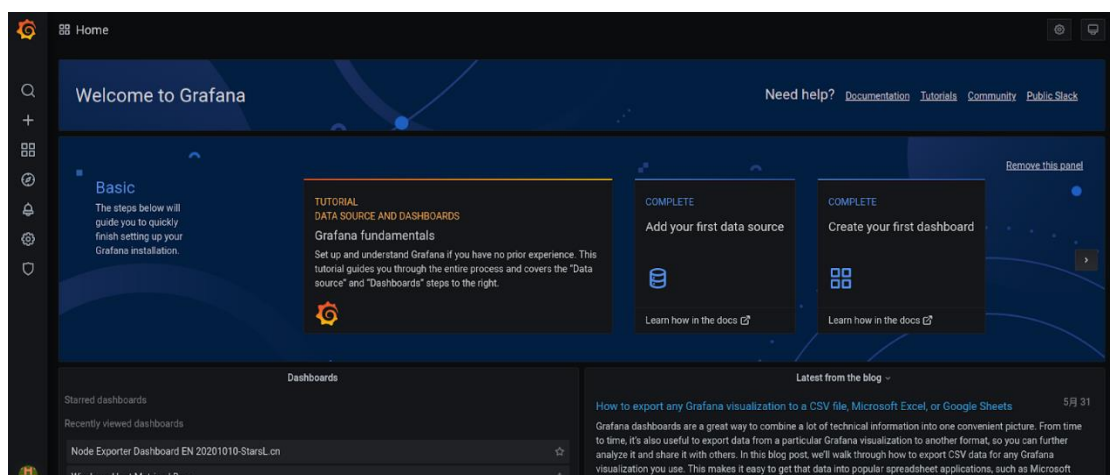 Home
Welcome to Grafana
Need help? Documentation Tutorials Community Public Slack
Remove this panel
Basic
The steps below will
guide you to quickly
finish setting up your
Grafana installation.
TUTORIAL
DATA SOURCE AND DASHBOARDS
Grafana fundamentals
Set up and understand Grafana if you have no prior experience. This
tutorial guides you through the entire process and covers the "Data
source" and "Dashboards" steps to the right.
COMPLETE
Add your first data source
Learn how in the docs
COMPLETE
Create your first dashboard
Learn how in the docs
Dashboards
Starred dashboards
Recently viewed dashboards
Node Exporter Dashboard EN 20201010-StarsL.cn
Latest from the blog
How to export any Grafana visualization to a CSV file, Microsoft Excel, or Google Sheets
5月 31
Grafana dashboards are a great way to combine a lot of technical information into one convenient picture. From time
to time, it's also useful to export data from a particular Grafana visualization to another format, so you can further
analyze it and share it with others. In this blog post, we'll walk through how to export CSV data for any Grafana
visualization you use. This makes it easy to get that data into popular spreadsheet applications, such as Microsoft